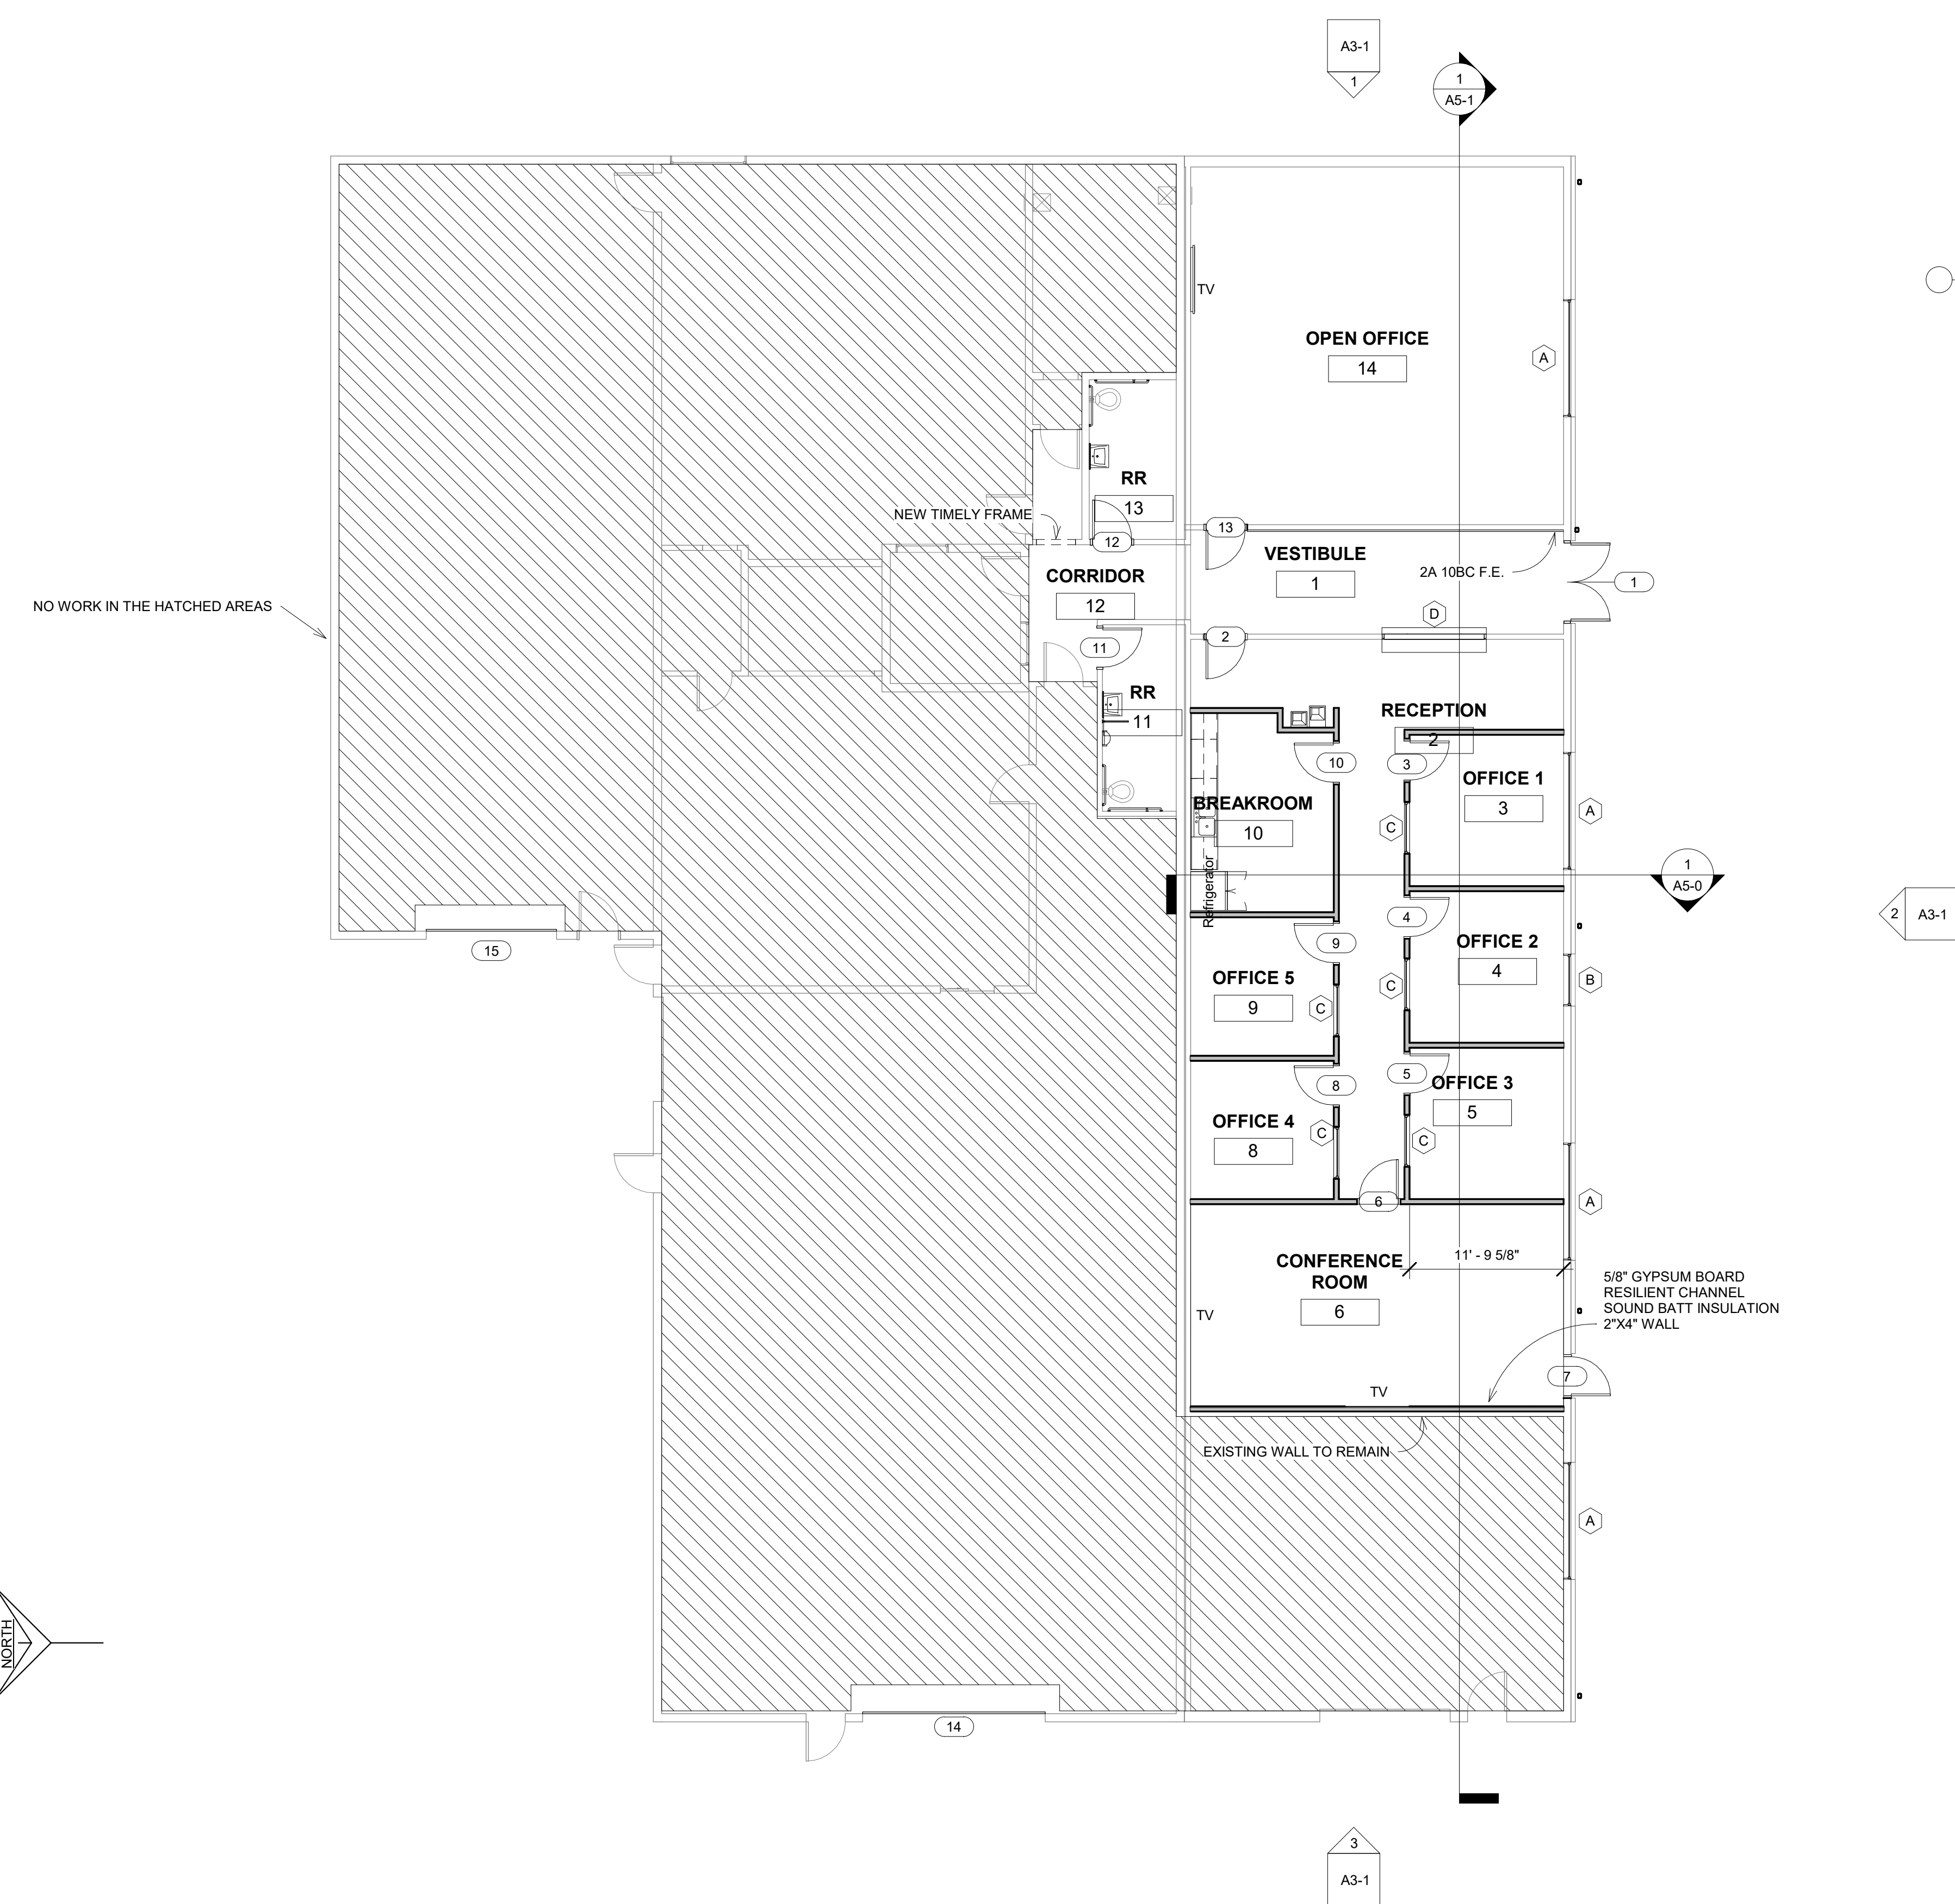 A3-1
1
1
A5-1
TV
OPEN OFFICE
14
A
RR
13
NEW TIMELY FRAME
12
13
VESTIBULE
1
2A 10BC F.E.
1
CORRIDOR
12
NO WORK IN THE HATCHED AREAS
D
2
11
RR
11
RECEPTION
2
10
3
OFFICE 1
3
BREAKROOM
10
C
A
Refrigerator
1
A5-0
4
2
A3-1
9
OFFICE 2
4
15
OFFICE 5
9
C
C
B
5
OFFICE 3
5
8
OFFICE 4
8
C
C
6
A
CONFERENCE
ROOM
6
11' - 9 5/8"
TV
5/8" GYPSUM BOARD
RESILIENT CHANNEL
SOUND BATT INSULATION
2"X4" WALL
7
TV
EXISTING WALL TO REMAIN
A
NORTH
14
3
A3-1